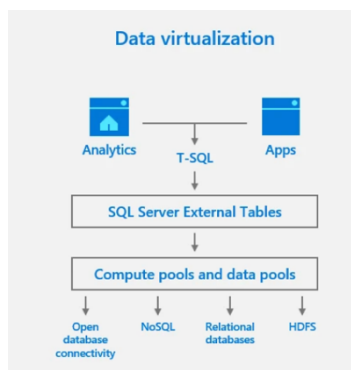 Data virtualization
Analytics
T-SQL
Apps
SQL Server External Tables
Compute pools and data pools
Open
database
connectivity
NoSQL
Relational
databases
HDFS